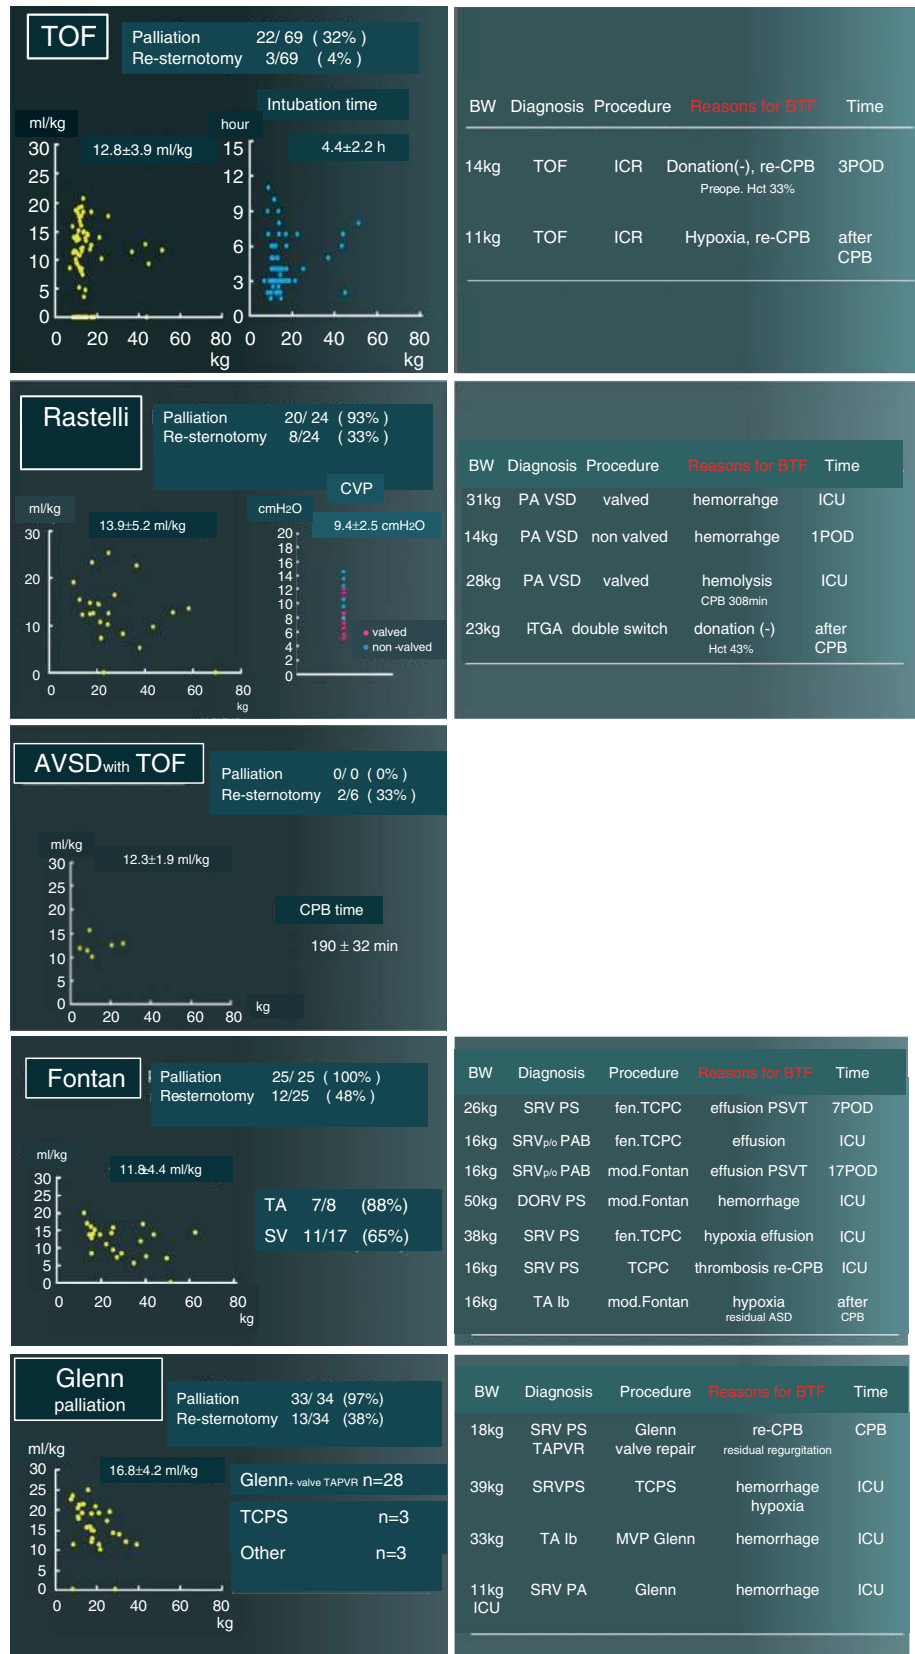 TOF
Palliation 22/ 69 ( 32% )
Re-sternotomy 3/69 ( 4% )
Intubation time
ml/kg
hour
12.8±3.9 ml/kg
4.4±2.2 h
30
25
20
15
10
5
0
15
12
9
6
3
0
0 20 40 60 80
kg
0 20 40 60 80
kg
BW Diagnosis Procedure Reasons for BTF Time
14kg TOF ICR Donation(-), re-CPB 3POD
Preope. Hct 33%
11kg TOF ICR Hypoxia, re-CPB after
CPB
Rastelli
Palliation 20/ 24 ( 93% )
Re-sternotomy 8/24 ( 33% )
CVP
ml/kg
cmH2O
13.9±5.2 ml/kg
9.4±2.5 cmH2O
30
20
10
0
20
18
16
14
12
10
8
6
4
2
0
valved
non -valved
0 20 40 60 80
kg
BW Diagnosis Procedure Reasons for BTF Time
31kg PA VSD valved hemorrahge ICU
14kg PA VSD non valved hemorrahge 1POD
28kg PA VSD valved hemolysis ICU
CPB 308min
23kg ITGA double switch donation (-) after
Hct 43% CPB
AVSD with TOF
Palliation 0/ 0 ( 0% )
Re-sternotomy 2/6 ( 33% )
ml/kg
12.3±1.9 ml/kg
30
25
20
15
10
5
0
CPB time
190 ± 32 min
0 20 40 60 80
kg
Fontan
Palliation 25/ 25 ( 100% )
Resternotomy 12/25 ( 48% )
ml/kg
11.8±4.4 ml/kg
30
25
20
15
10
5
0
TA 7/8 (88%)
SV 11/17 (65%)
0 20 40 60 80
kg
BW Diagnosis Procedure Reasons for BTF Time
26kg SRV PS fen.TCPC effusion PSVT 7POD
16kg SRVp/o PAB fen.TCPC effusion ICU
16kg SRVp/o PAB mod.Fontan effusion PSVT 17POD
50kg DORV PS mod.Fontan hemorrhage ICU
38kg SRV PS fen.TCPC hypoxia effusion ICU
16kg SRV PS TCPC thrombosis re-CPB ICU
16kg TA Ib mod.Fontan hypoxia after
residual ASD CPB
Glenn
palliation
Palliation 33/ 34 (97%)
Re-sternotomy 13/34 (38%)
ml/kg
16.8±4.2 ml/kg
30
25
20
15
10
5
0
Glenn+ valve TAPVR n=28
TCPS n=3
Other n=3
0 20 40 60 80
kg
BW Diagnosis Procedure Reasons for BTF Time
18kg SRV PS Glenn re-CPB CPB
TAPVR valve repair residual regurgitation
39kg SRVPS TCPS hemorrhage ICU
hypoxia
33kg TA Ib MVP Glenn hemorrhage ICU
11kg SRV PA Glenn hemorrhage ICU
ICU